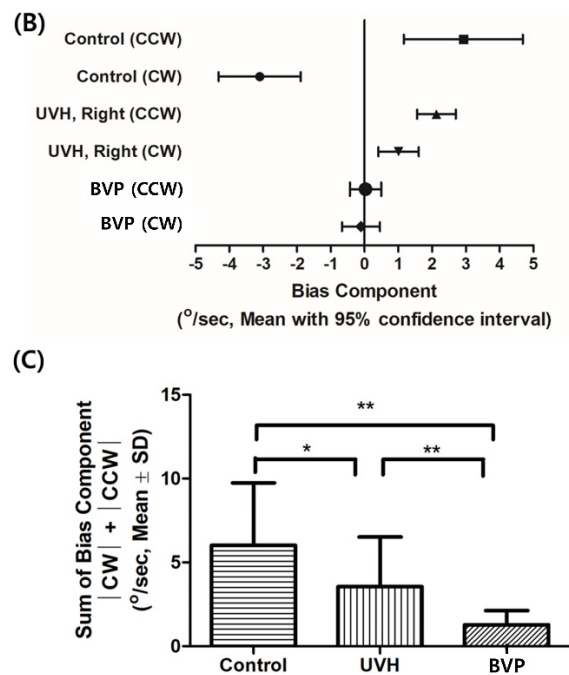 (B)
Control (CCW)
Control (CW)
UVH, Right (CCW)
UVH, Right (CW)
BVP (CCW)
BVP (CW)
-5 -4 -3 -2 -1 0 1 2 3 4 5
Bias Component
(°/sec, Mean with 95% confidence interval)
(C)
Sum of Bias Component
|CW| + |CCW|
(°/sec, Mean ± SD)
15
10
5
0
**
* **
Control UVH BVP